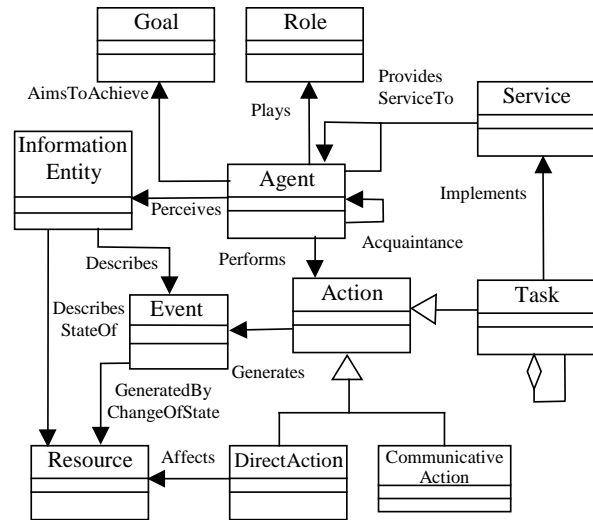 Goal
Role
Provides
ServiceTo
AimsToAchieve
Plays
Service
Information
Entity
Agent
Perceives
Implements
Acquaintance
Describes
Performs
Describes
StateOf
Event
Action
Task
Generates
GeneratedBy
ChangeOfState
Resource
Affects
DirectAction
Communicative
Action